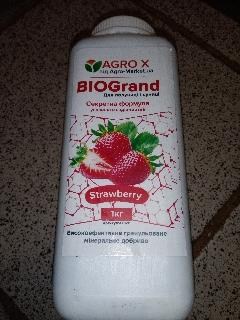 AGRO X
від Agro-Market.ua
BIOGrand
Для полуниці і суниці
Секретна формула
Strawberry
1кг
Високоефективне гранульоване
мінеральне добриво